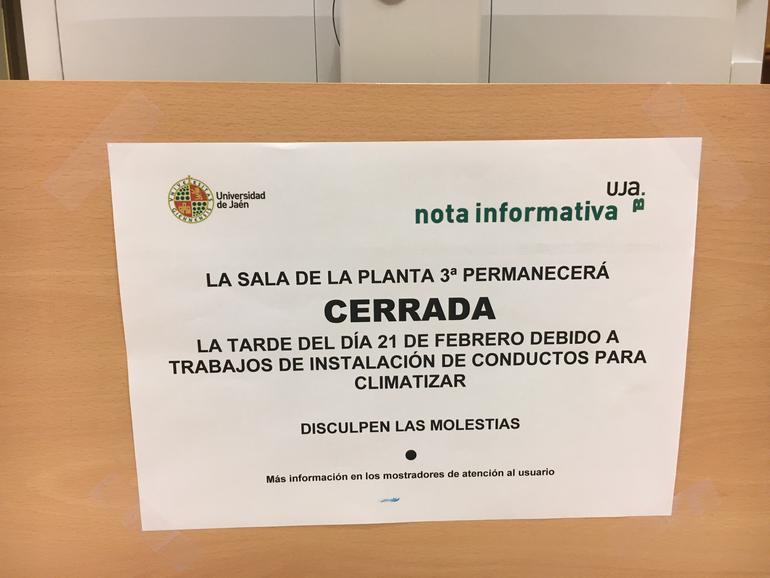 Universidad
de Jaén
uja.
B
nota informativa
LA SALA DE LA PLANTA 3ª PERMANECERÁ
CERRADA
LA TARDE DEL DÍA 21 DE FEBRERO DEBIDO A
TRABAJOS DE INSTALACIÓN DE CONDUCTOS PARA
CLIMATIZAR
DISCULPEN LAS MOLESTIAS
●
Más información en los mostradores de atención al usuario